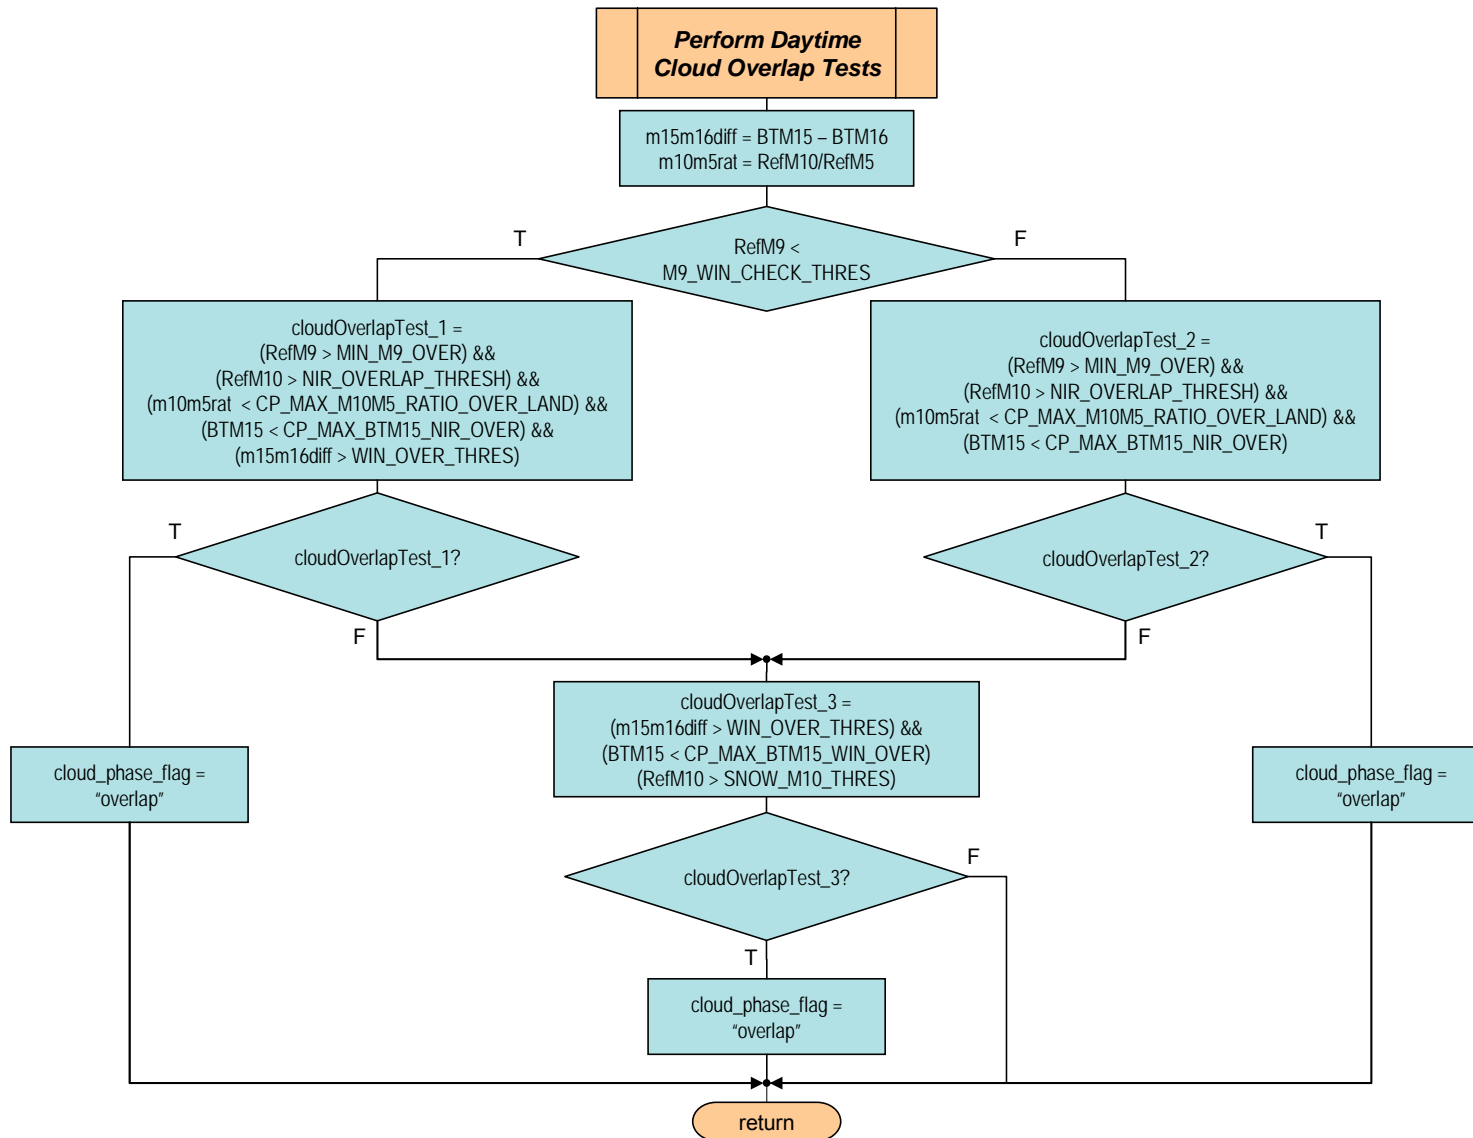 Perform Daytime
Cloud Overlap Tests
m15m16diff = BTM15 – BTM16
m10m5rat = RefM10/RefM5
T
F
RefM9 <
M9_WIN_CHECK_THRES
cloudOverlapTest_1 =
(RefM9 > MIN_M9_OVER) &&
(RefM10 > NIR_OVERLAP_THRESH) &&
(m10m5rat < CP_MAX_M10M5_RATIO_OVER_LAND) &&
(BTM15 < CP_MAX_BTM15_NIR_OVER) &&
(m15m16diff > WIN_OVER_THRES)
cloudOverlapTest_2 =
(RefM9 > MIN_M9_OVER) &&
(RefM10 > NIR_OVERLAP_THRESH) &&
(m10m5rat < CP_MAX_M10M5_RATIO_OVER_LAND) &&
(BTM15 < CP_MAX_BTM15_NIR_OVER)
T
cloudOverlapTest_1?
F
cloudOverlapTest_2?
T
F
cloudOverlapTest_3 =
(m15m16diff > WIN_OVER_THRES) &&
(BTM15 < CP_MAX_BTM15_WIN_OVER)
(RefM10 > SNOW_M10_THRES)
cloud_phase_flag =
“overlap”
cloud_phase_flag =
“overlap”
cloudOverlapTest_3?
F
T
cloud_phase_flag =
“overlap”
return